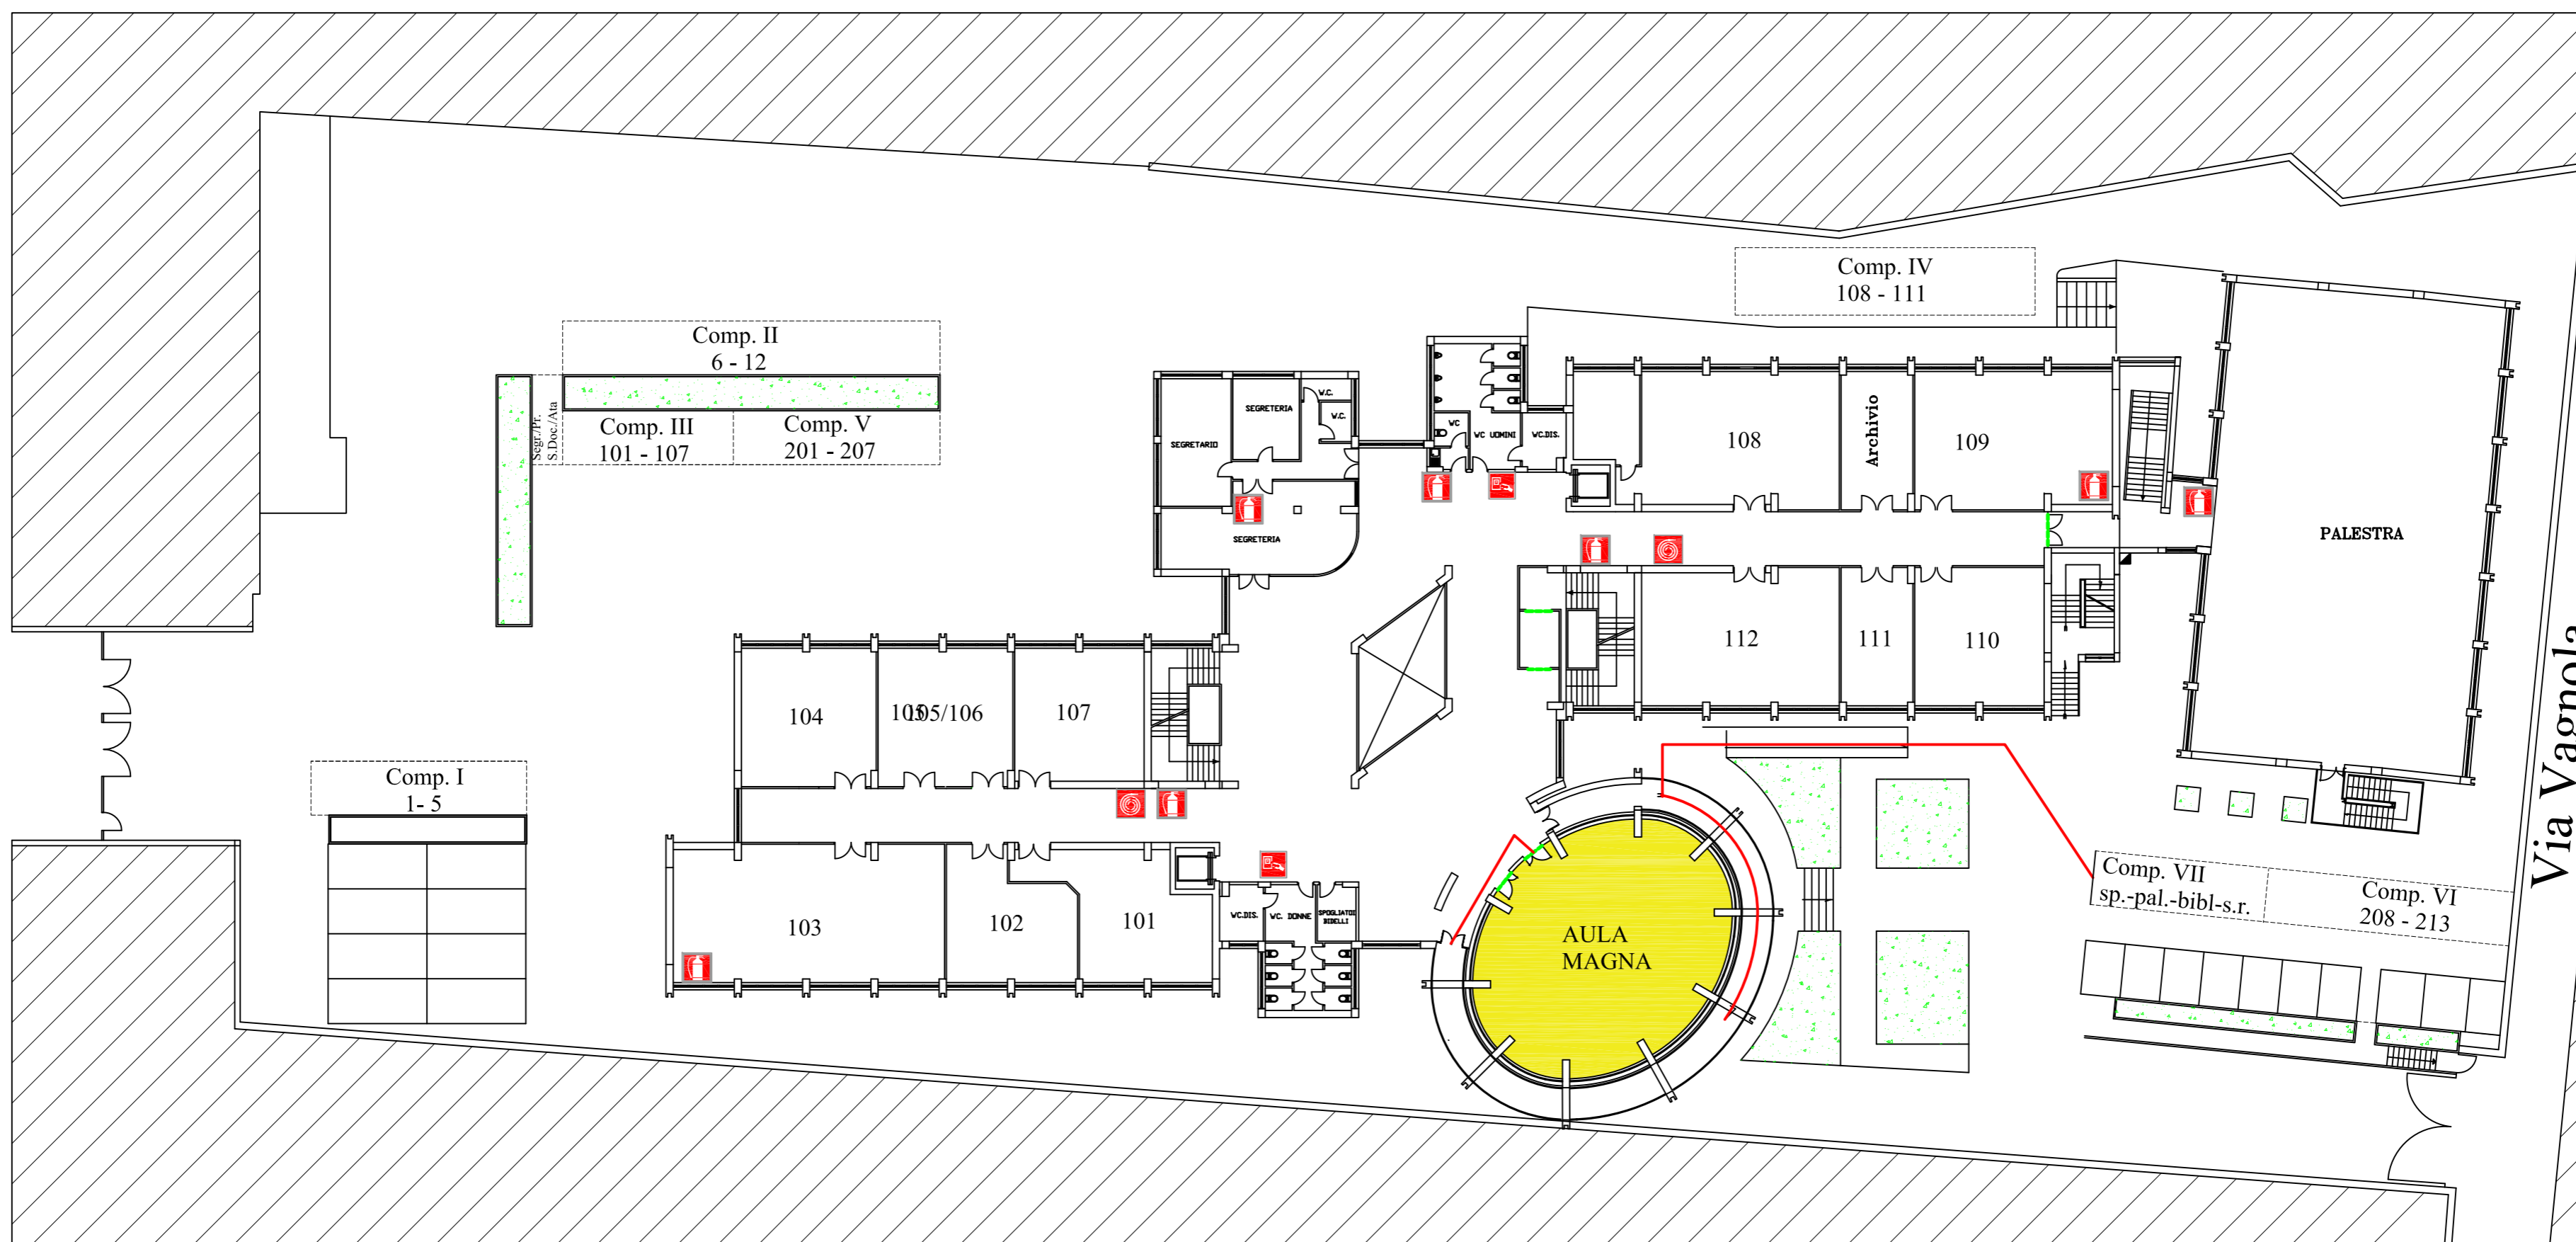 Comp. IV
108 - 111
Comp. II
6 - 12
Segr./Pr.
S.Doc./Ata
Comp. III
101 - 107
Comp. V
201 - 207
SEGRETARIO
SEGRETERIA
W.C.
W.C.
SEGRETERIA
WC
WC UOMINI
WC.DIS.
108
Archivio
109
PALESTRA
112
111
110
104
105/106
107
Comp. I
1- 5
103
102
101
WC.DIS.
WC. DONNE
SPOGLIATOI
BIDELLI
AULA
MAGNA
Comp. VII
sp.-pal.-bibl-s.r.
Comp. VI
208 - 213
Via Vagnola